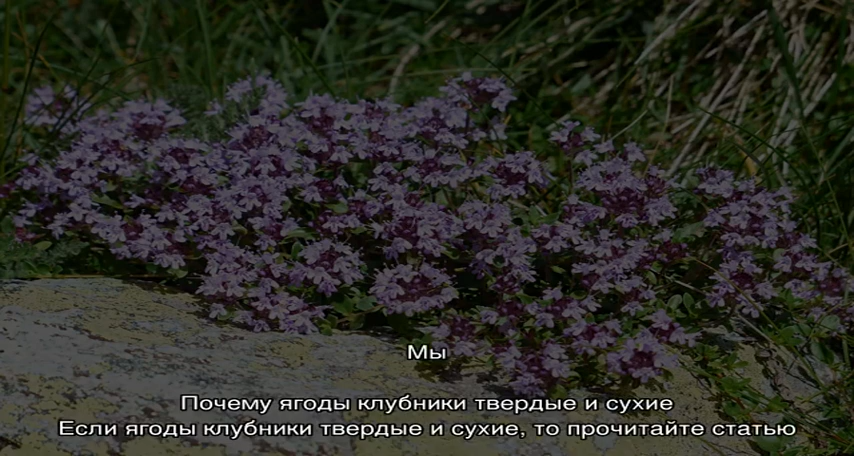 Мы
Почему ягоды клубники твердые и сухие
Если ягоды клубники твердые и сухие, то прочитайте статью